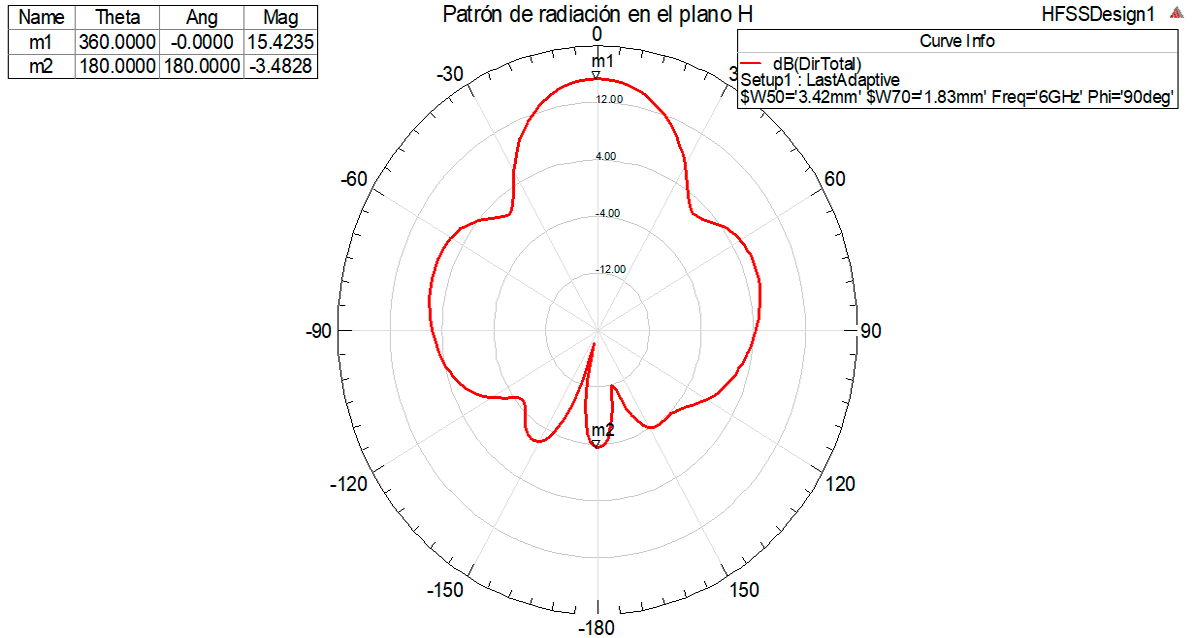 Patrón de radiación en el plano H
HFSSDesign1
Name Theta Ang Mag
m1 360.0000 -0.0000 15.4235
m2 180.0000 180.0000 -3.4828
Curve Info
dB(DirTotal)
Setup1 : LastAdaptive
$W50='3.42mm' $W70='1.83mm' Freq='6GHz' Phi='90deg'
0
m1
-30
3
12.00
4.00
-60
60
-4.00
-12.00
-90
90
m2
-120
120
-150
150
-180